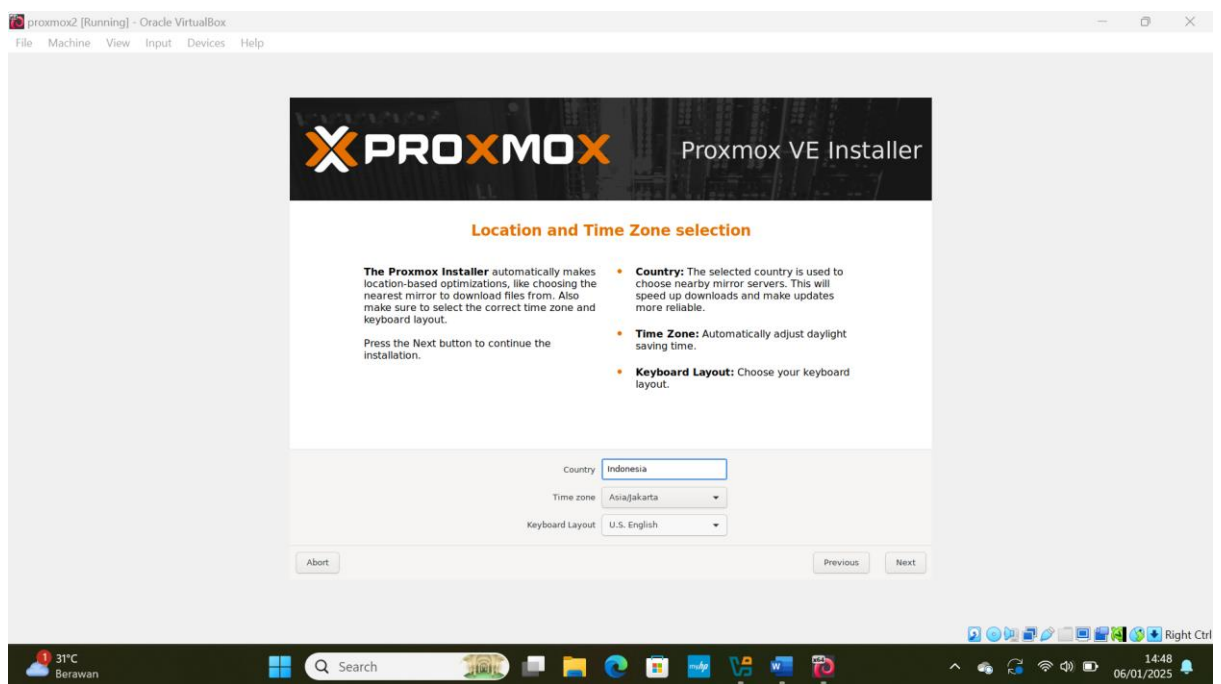 proxmox2 [Running] - Oracle VirtualBox
File Machine View Input Devices Help
PROXMOX
Proxmox VE Installer
Location and Time Zone selection
The Proxmox Installer automatically makes
location-based optimizations, like choosing the
nearest mirror to download files from. Also
make sure to select the correct time zone and
keyboard layout.
Press the Next button to continue the
installation.
Country: The selected country is used to
choose nearby mirror servers. This will
speed up downloads and make updates
more reliable.
Time Zone: Automatically adjust daylight
saving time.
Keyboard Layout: Choose your keyboard
layout.
Country Indonesia
Time zone Asia/Jakarta
Keyboard Layout U.S. English
Abort Previous Next
Right Ctrl
1
31°C
Berawan
Search
myhp
W
x64
14:48
06/01/2025